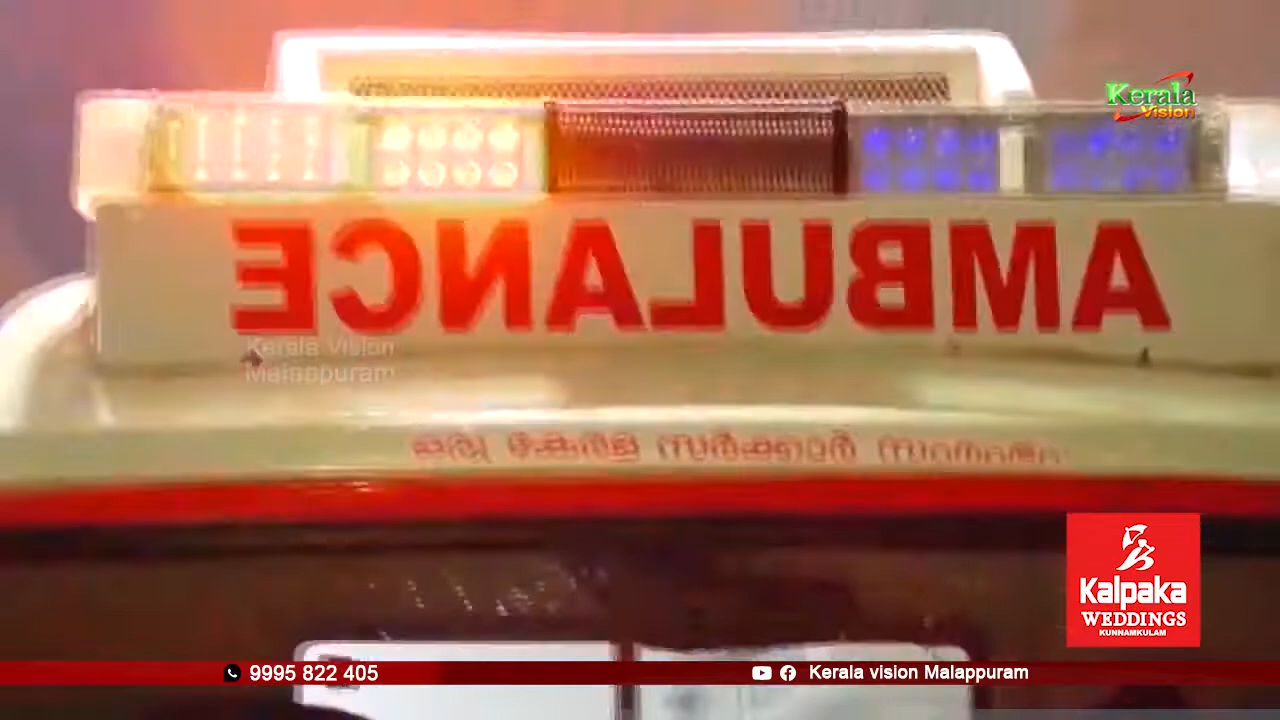 Kerala
Vision
AMBULANCE
Kerala Vision
Malappuram
ഒരു കേരള സർക്കാർ
Kalpaka
WEDDINGS
KUNNAMKULAM
9995 822 405
Kerala vision Malappuram